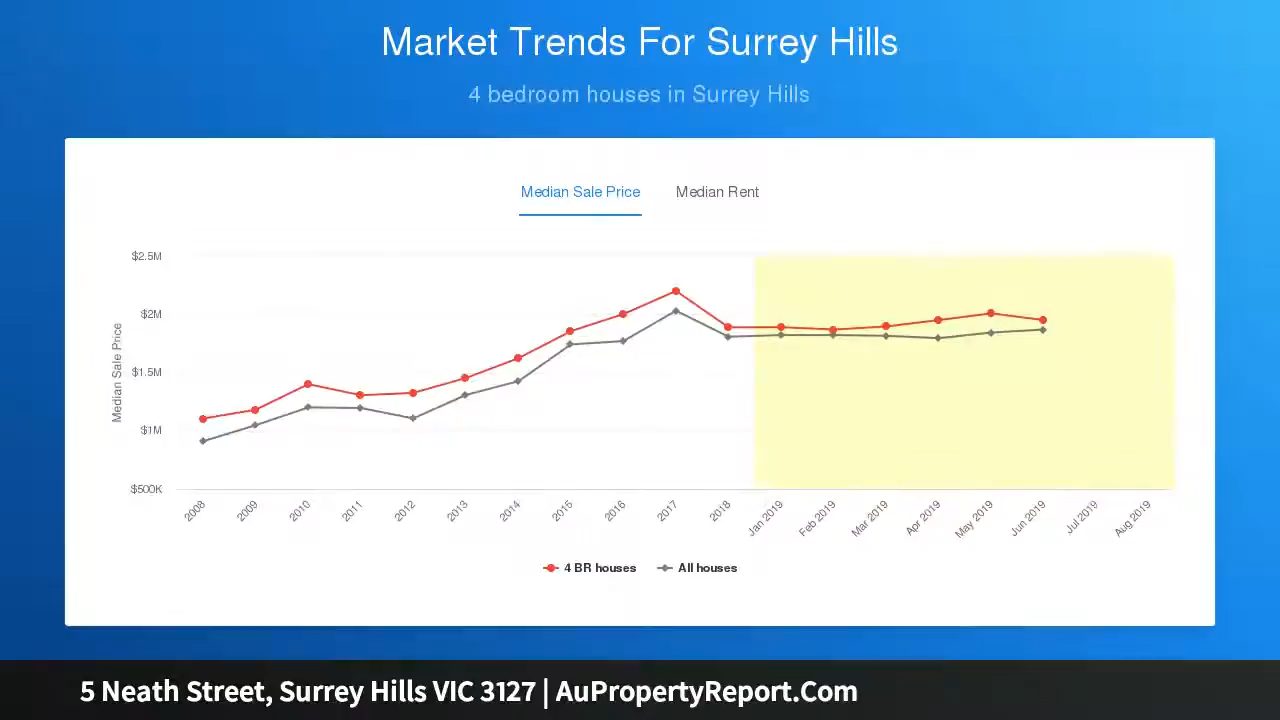 Market Trends For Surrey Hills
4 bedroom houses in Surrey Hills
Median Sale Price Median Rent
$2.5M
$2M
$1.5M
$1M
$500K
Median Sale Price
2008 2009 2010 2011 2012 2013 2014 2015 2016 2017 2018 Jan 2019 Feb 2019 Mar 2019 Apr 2019 May 2019 Jun 2019 Jul 2019 Aug 2019
4 BR houses All houses
5 Neath Street, Surrey Hills VIC 3127 | AuPropertyReport.Com